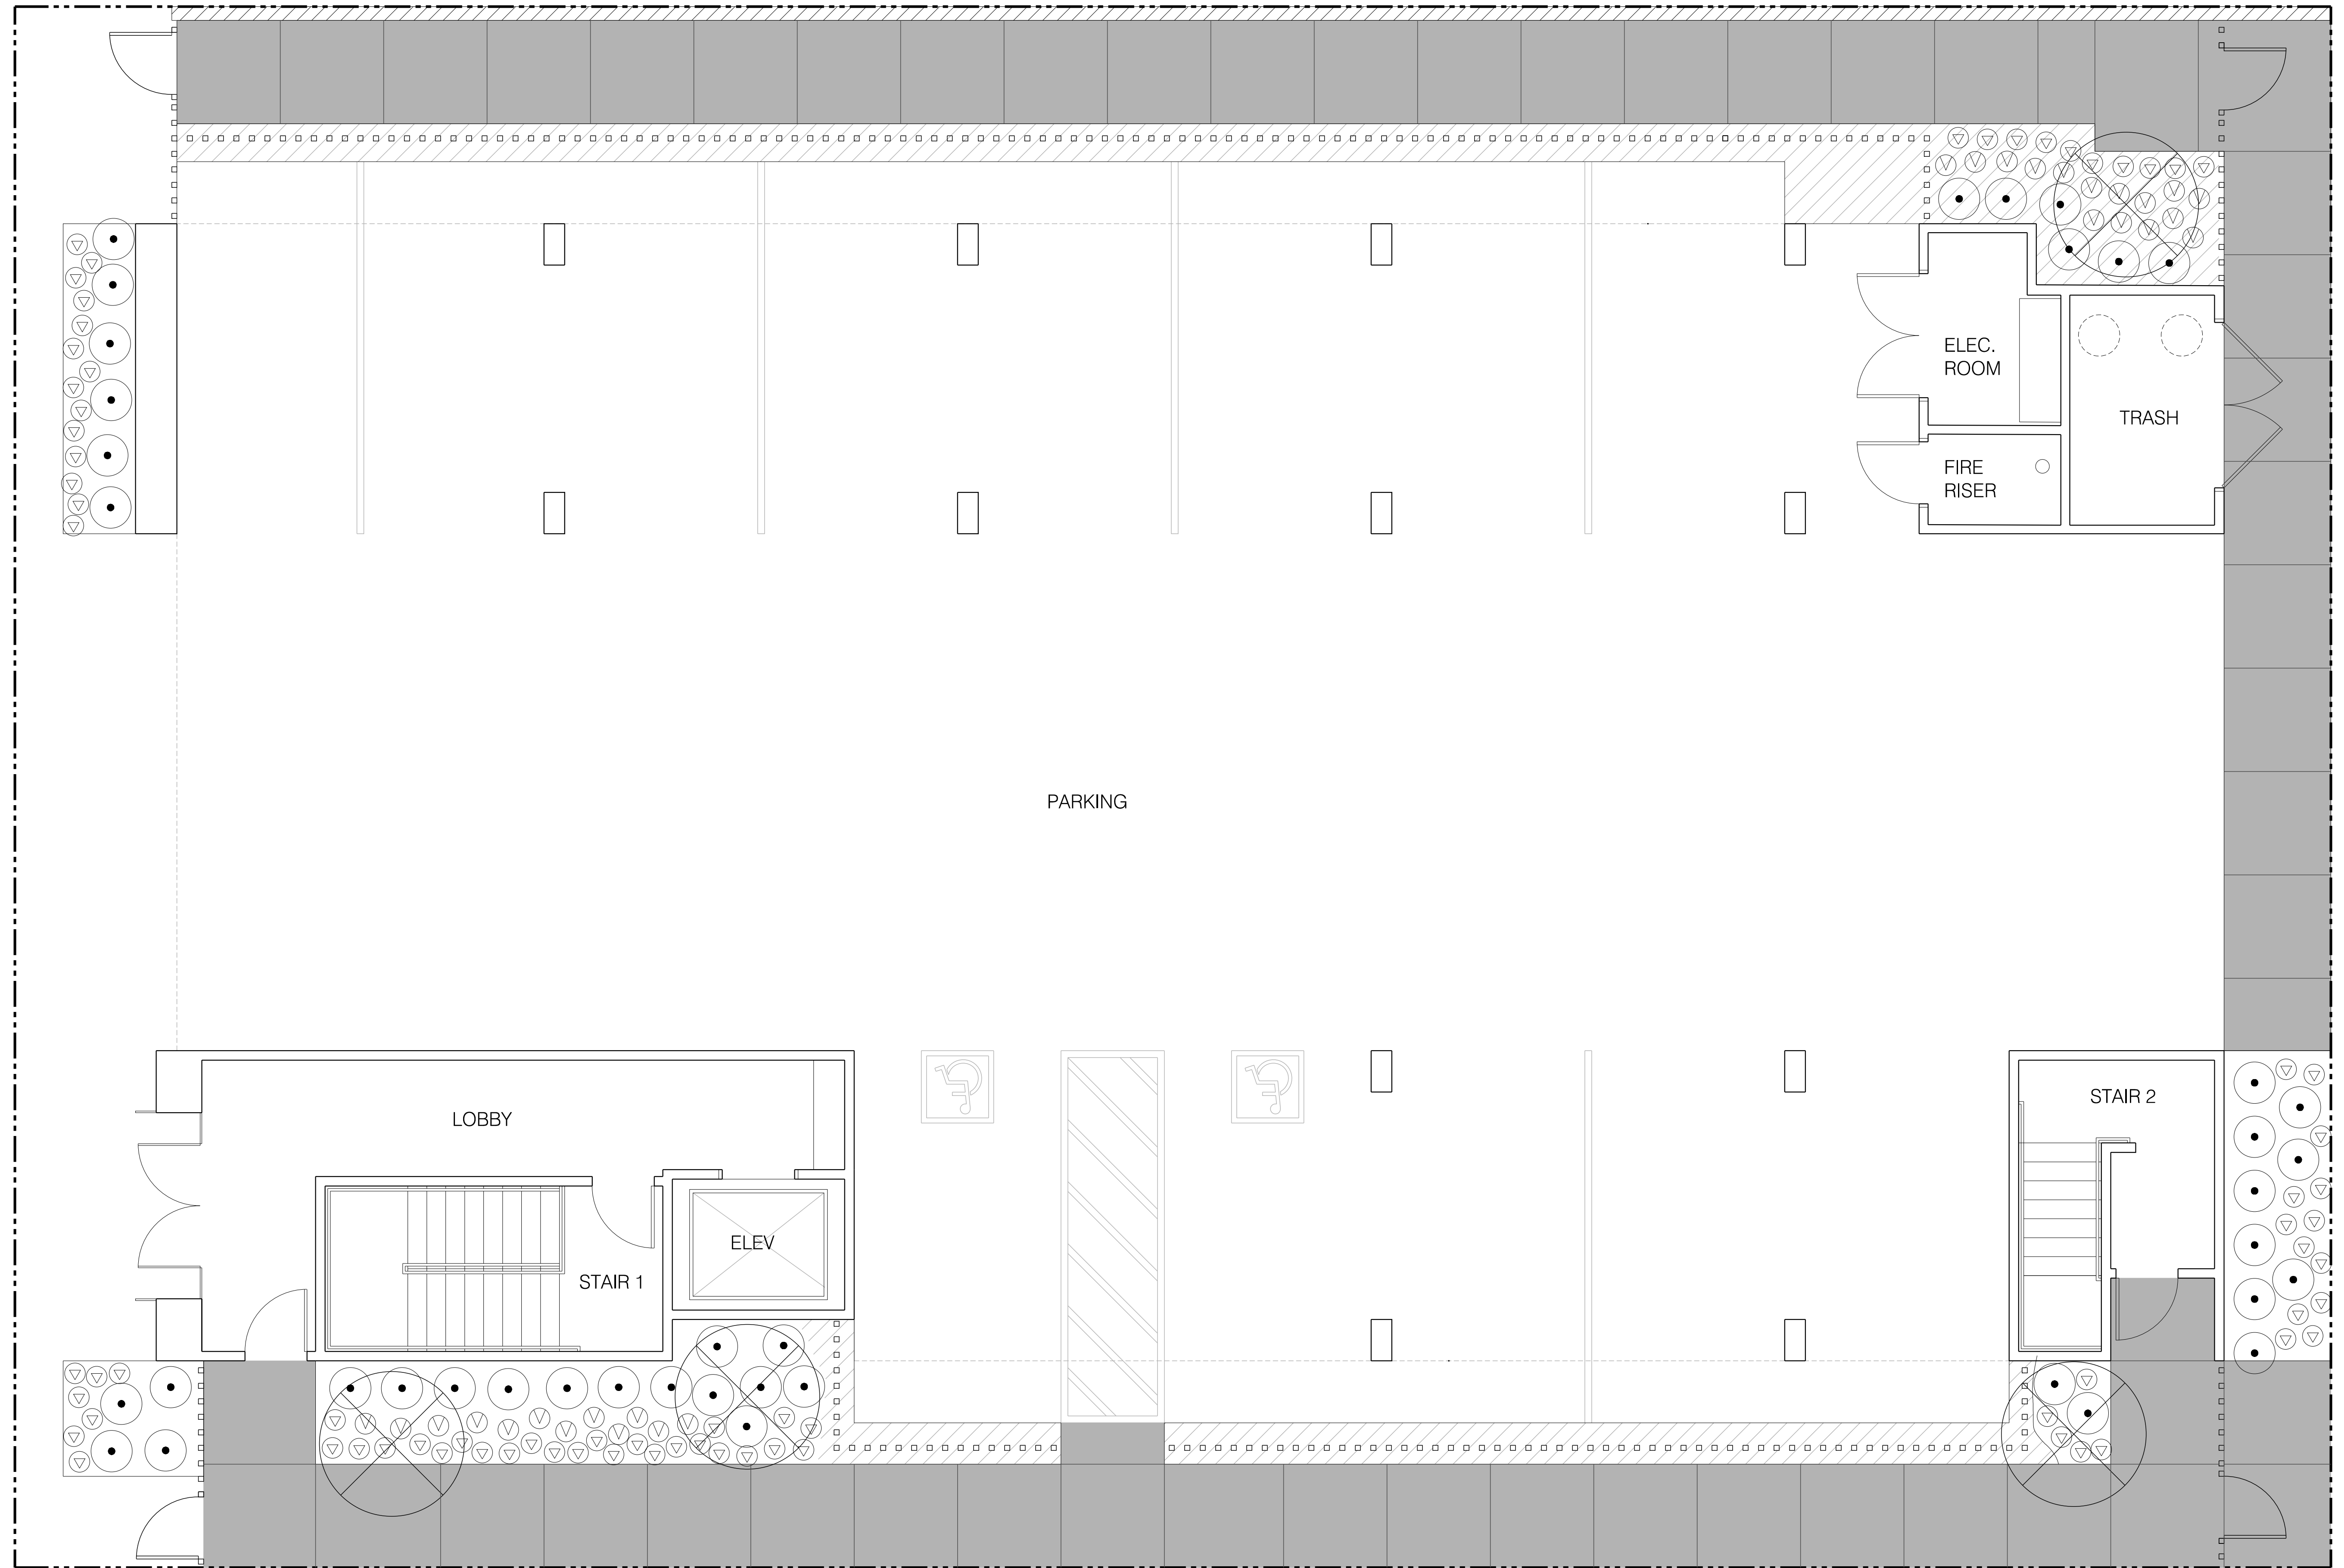 ELEC.
ROOM
TRASH
FIRE
RISER
PARKING
LOBBY
STAIR 2
ELEV
STAIR 1